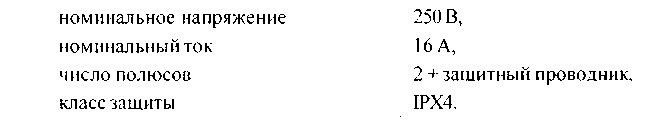 номинальное напряжение 250 В,
номинальный ток 16 А,
число полюсов 2 + защитный проводник,
класс защиты IPX4.